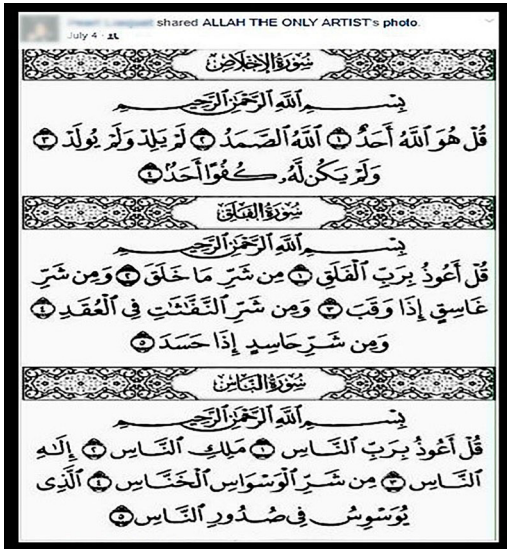 shared ALLAH THE ONLY ARTIST's photo.
July 4
سُورَةُ الإِخْلَاصِ
بِسْمِ اللَّهِ الرَّحْمَٰنِ الرَّحِيمِ
قُلْ هُوَ اللَّهُ أَحَدٌ ١ اللَّهُ الصَّمَدُ ٢ لَمْ يَلِدْ وَلَمْ يُولَدْ ٣
وَلَمْ يَكُن لَّهُۥ كُفُوًا أَحَدٌ ٤
سُورَةُ الْفَلَقِ
بِسْمِ اللَّهِ الرَّحْمَٰنِ الرَّحِيمِ
قُلْ أَعُوذُ بِرَبِّ الْفَلَقِ ١ مِن شَرِّ مَا خَلَقَ ٢ وَمِن شَرِّ
غَاسِقٍ إِذَا وَقَبَ ٣ وَمِن شَرِّ النَّفَّٰثَٰتِ فِي الْعُقَدِ ٤
وَمِن شَرِّ حَاسِدٍ إِذَا حَسَدَ ٥
سُورَةُ النَّاسِ
بِسْمِ اللَّهِ الرَّحْمَٰنِ الرَّحِيمِ
قُلْ أَعُوذُ بِرَبِّ النَّاسِ ١ مَلِكِ النَّاسِ ٢ إِلَٰهِ
النَّاسِ ٣ مِن شَرِّ الْوَسْوَاسِ الْخَنَّاسِ ٤ الَّذِي
يُوَسْوِسُ فِي صُدُورِ النَّاسِ ٥